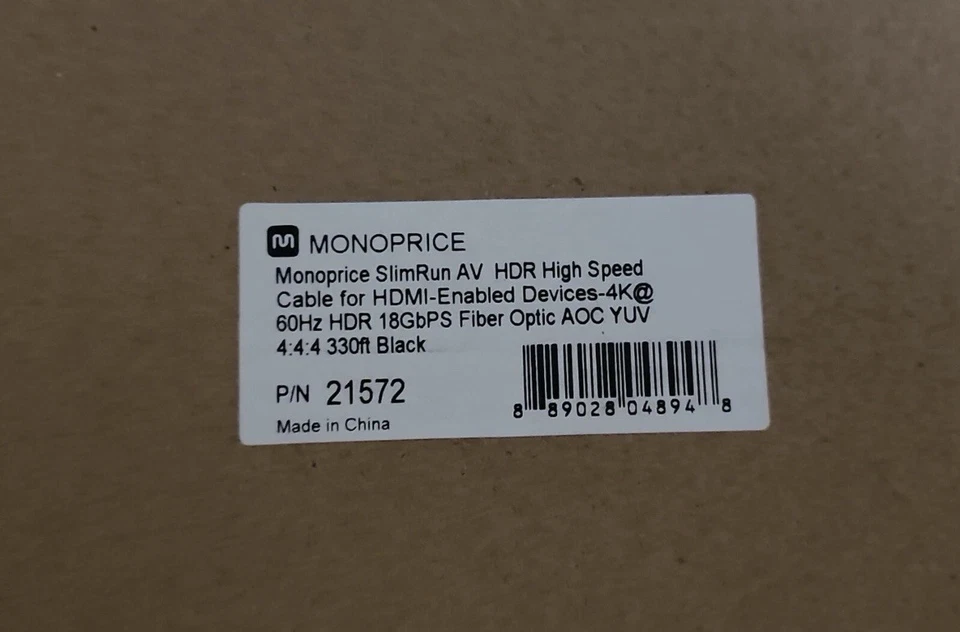 MONOPRICE
Monoprice SlimRun AV HDR High Speed
Cable for HDMI-Enabled Devices-4K@
60Hz HDR 18GbPS Fiber Optic AOC YUV
4:4:4 330ft Black
P/N 21572
8 89028 04894 8
Made in China